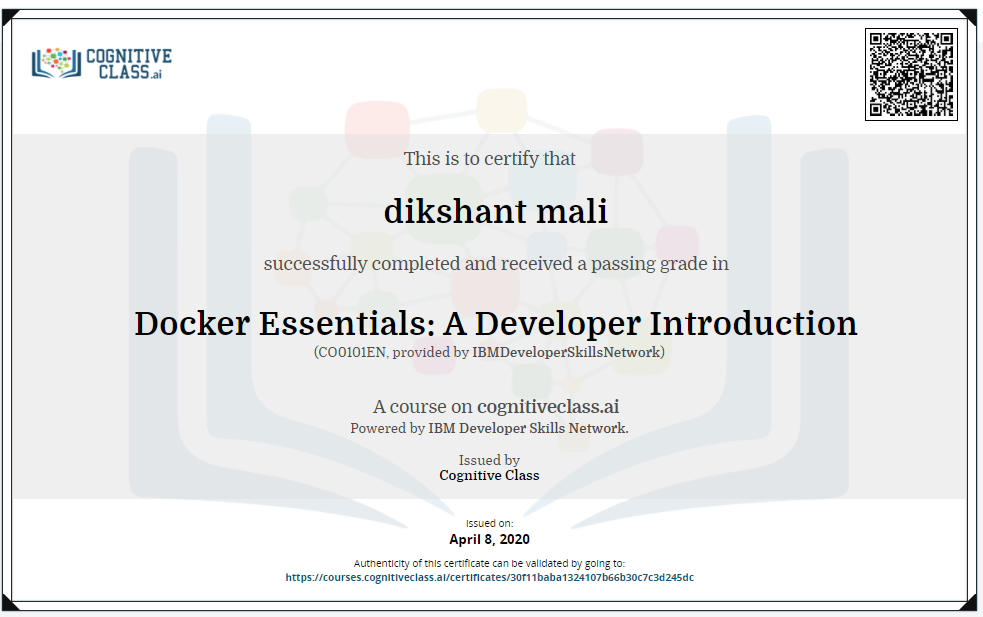 COGNITIVE
CLASS.ai
This is to certify that
dikshant mali
successfully completed and received a passing grade in
Docker Essentials: A Developer Introduction
(CO0101EN, provided by IBMDeveloperSkillsNetwork)
A course on cognitiveclass.ai
Powered by IBM Developer Skills Network.
Issued by
Cognitive Class
Issued on:
April 8, 2020
Authenticity of this certificate can be validated by going to:
https://courses.cognitiveclass.ai/certificates/30f11baba1324107b66b30c7c3d245dc